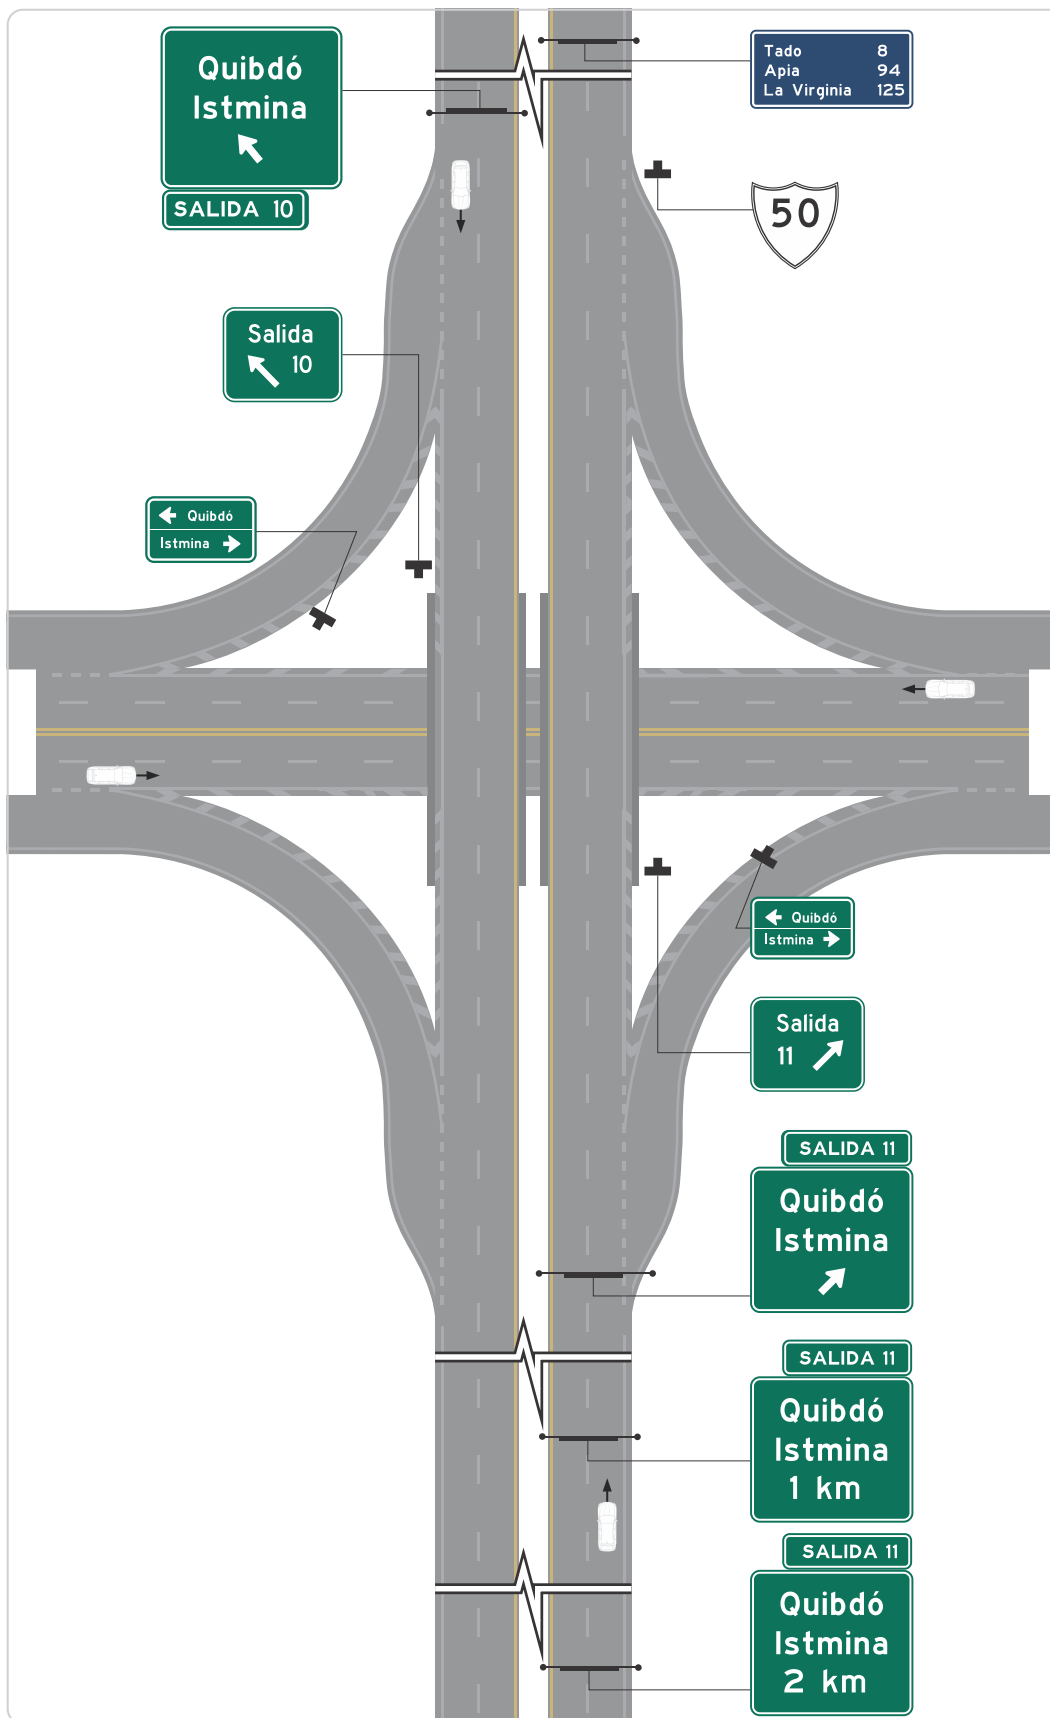 Quibdó
Istmina
SALIDA 10
Tado 8
Apia 94
La Virginia 125
50
Salida
10
Quibdó
Istmina
Quibdó
Istmina
Salida
11
SALIDA 11
Quibdó
Istmina
SALIDA 11
Quibdó
Istmina
1 km
SALIDA 11
Quibdó
Istmina
2 km